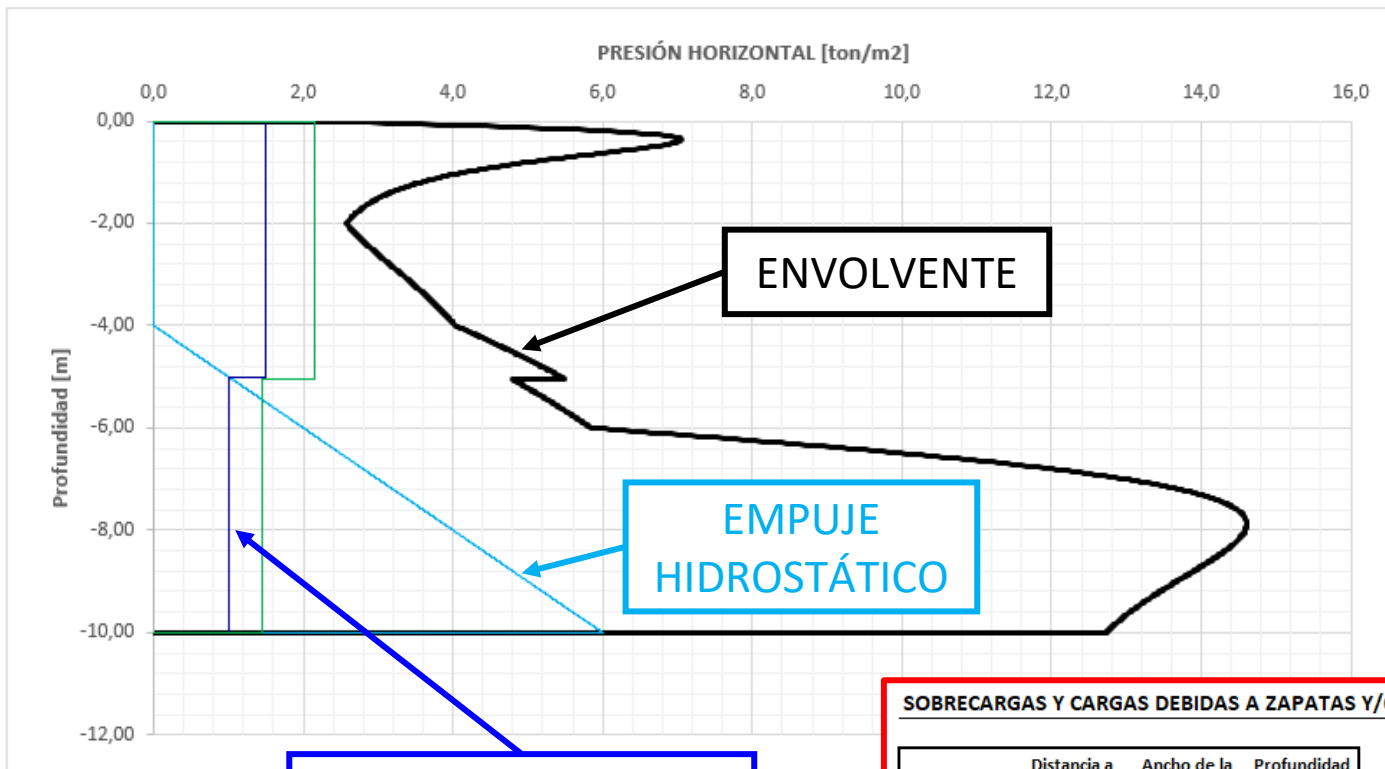 PRESIÓN HORIZONTAL [ton/m2]
0,0 2,0 4,0 6,0 8,0 10,0 12,0 14,0 16,0
0,00
-2,00
-4,00
-6,00
-8,00
-10,00
-12,00
Profundidad [m]
ENVOLVENTE
EMPUJE
HIDROSTÁTICO
SOBRECARGAS Y CARGAS DEBIDAS A ZAPATAS Y/
Distancia a Ancho de la Profundidad